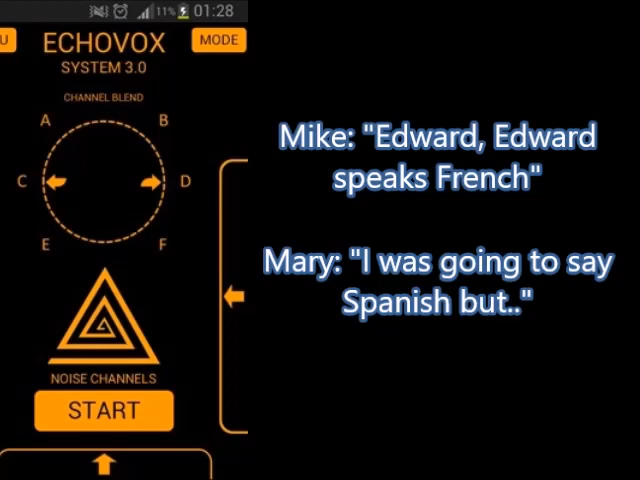 11% 01:28
U
ECHOVOX
MODE
SYSTEM 3.0
CHANNEL BLEND
A B
C D
E F
NOISE CHANNELS
START
Mike: "Edward, Edward
speaks French"
Mary: "I was going to say
Spanish but.."